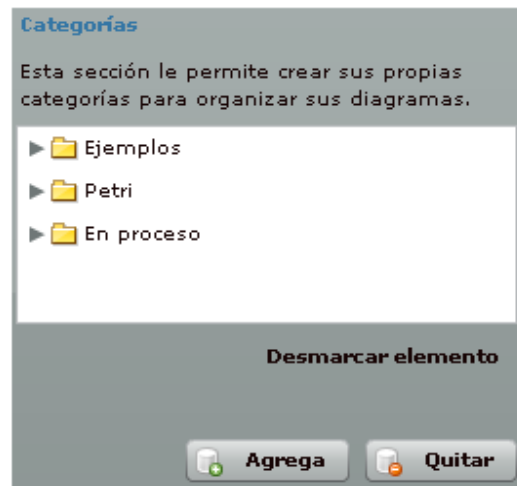 Categorías
Esta sección le permite crear sus propias
categorías para organizar sus diagramas.
Ejemplos
Petri
En proceso
Desmarcar elemento
Agrega
Quitar